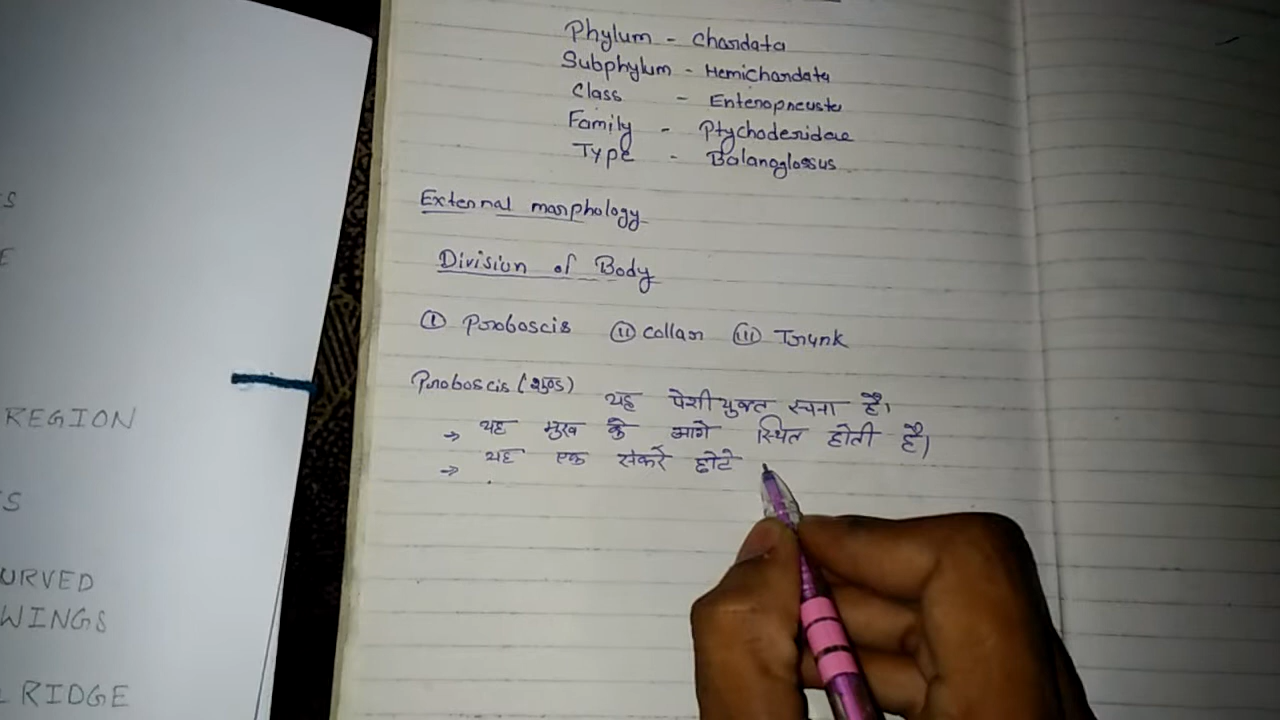 Phylum - Chordata
Subphylum - Hemichordata
Class - Enteropneusta
Family - Ptychoderidae
Type - Balanoglossus
External morphology
Division of Body
(I) Proboscis (II) Collar (III) Trunk
Proboscis (शुण्ड) यह पेशीयुक्त रचना है।
→ यह मुख के आगे स्थित होती है।
→ यह एक संकरे छोटे
S
E
REGION
S
URVED
WINGS
RIDGE